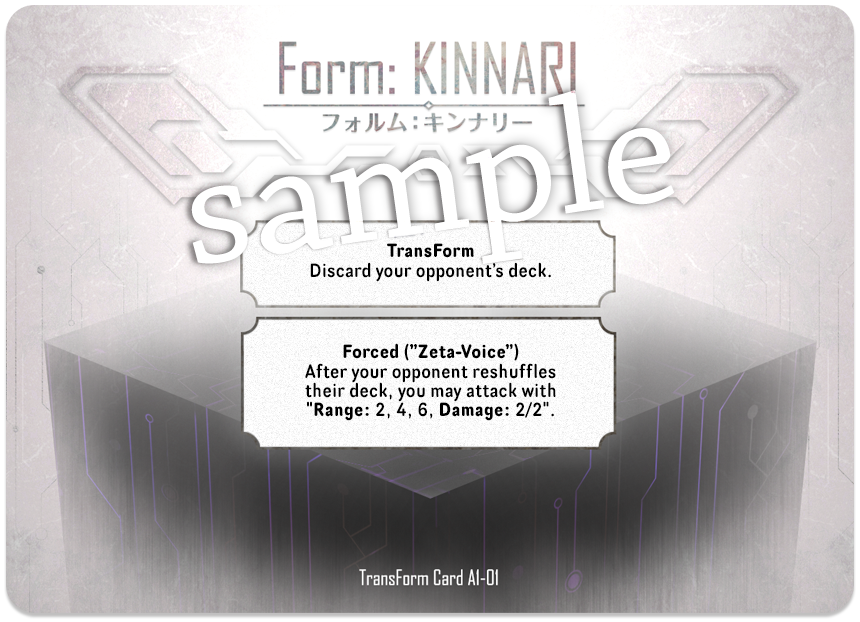 Form: KINNARI
フォルム：キンナリー
sample
TransForm
Discard your opponent's deck.
Forced (”Zeta-Voice”)
After your opponent reshuffles
their deck, you may attack with
"Range: 2, 4, 6, Damage: 2/2".
TransForm Card A1-01